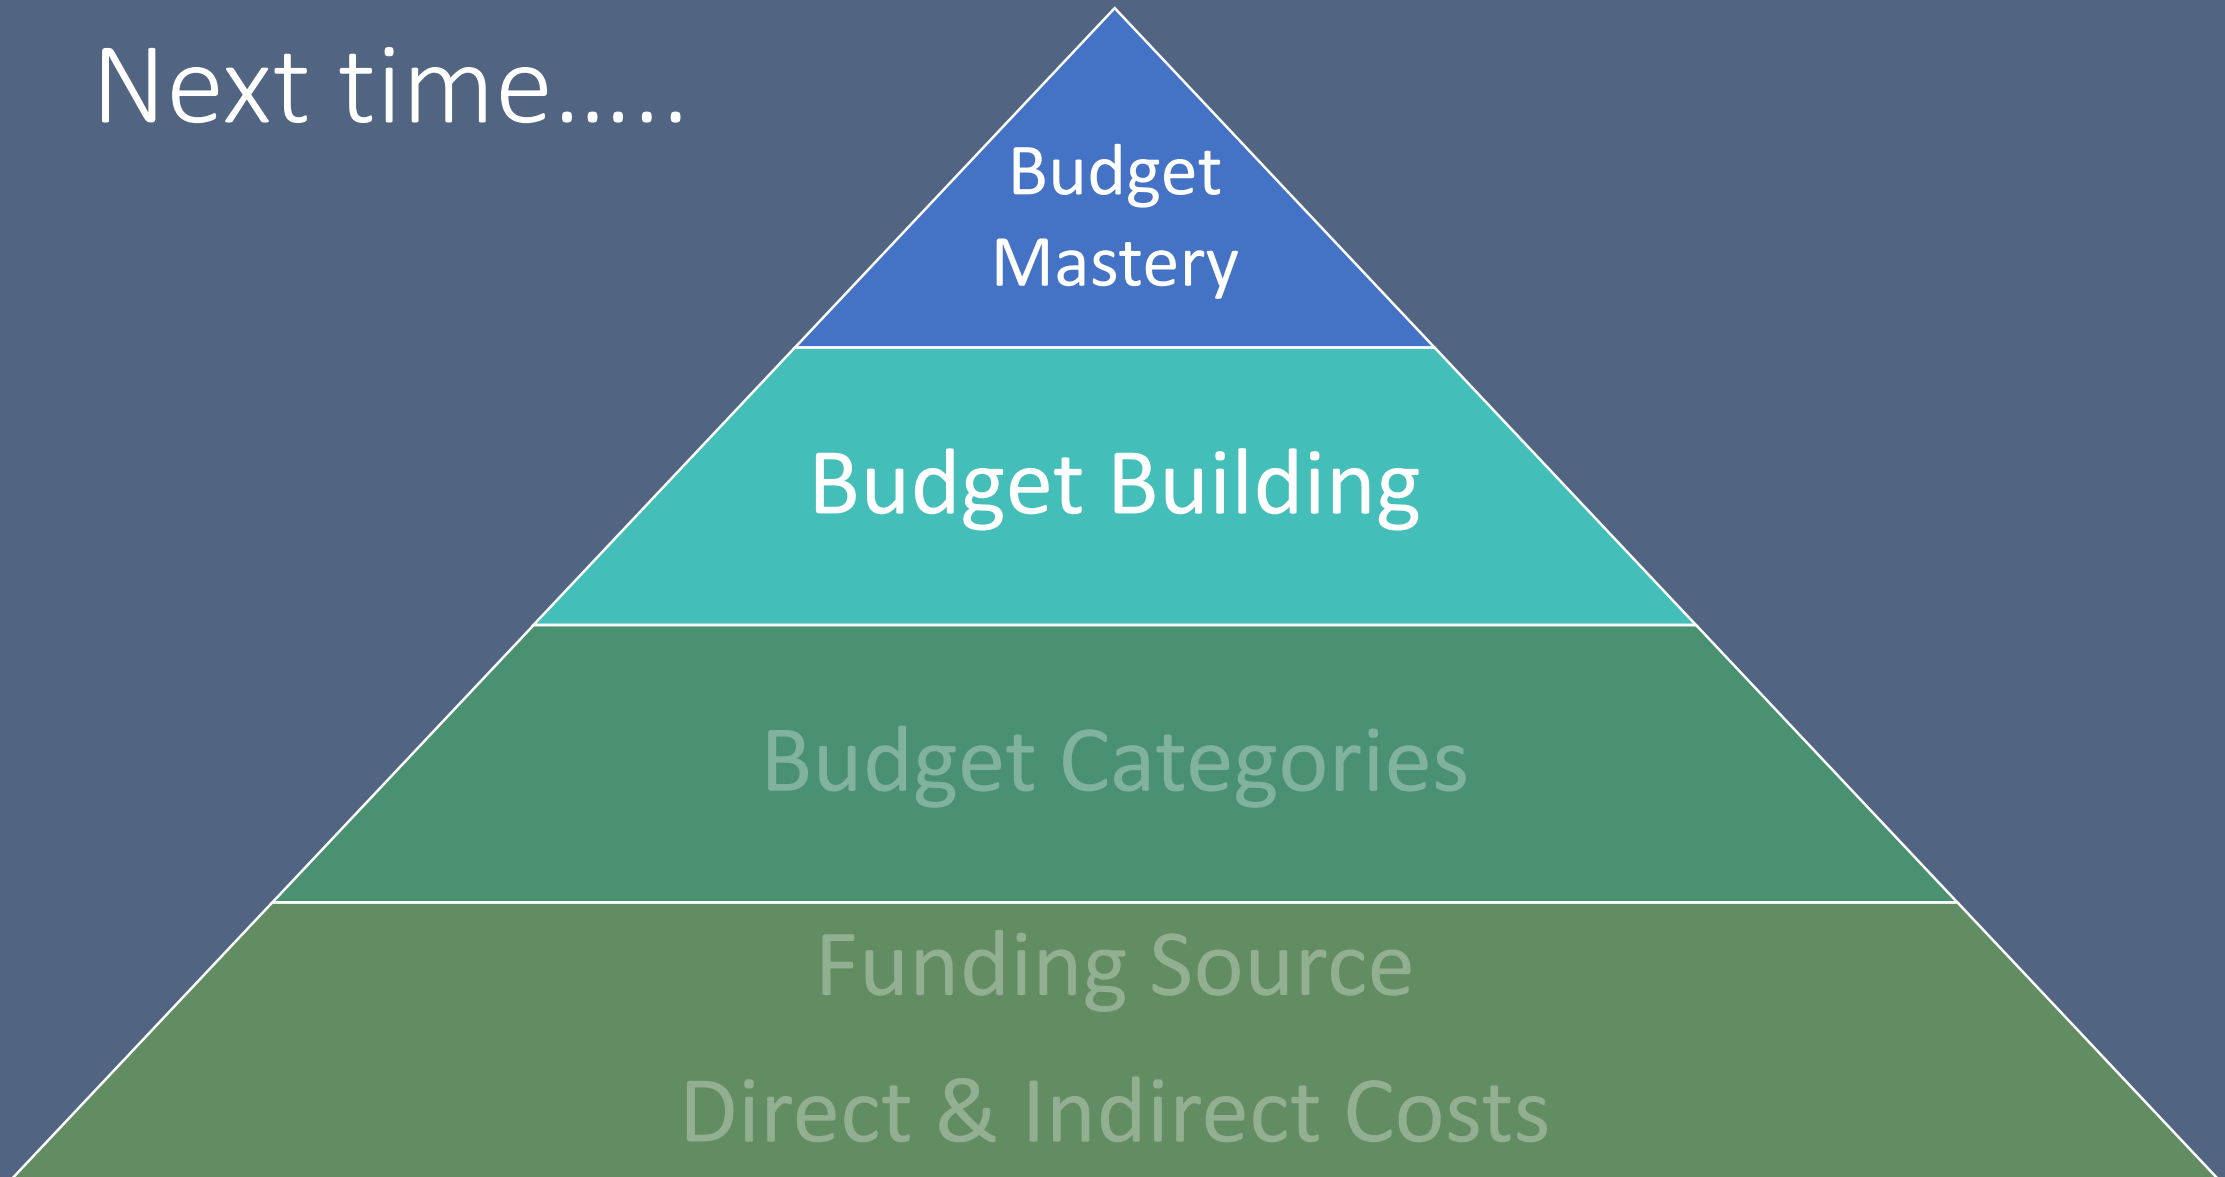 Next time.....
Budget
Mastery
Budget Building
Budget Categories
Funding Source
Direct & Indirect Costs